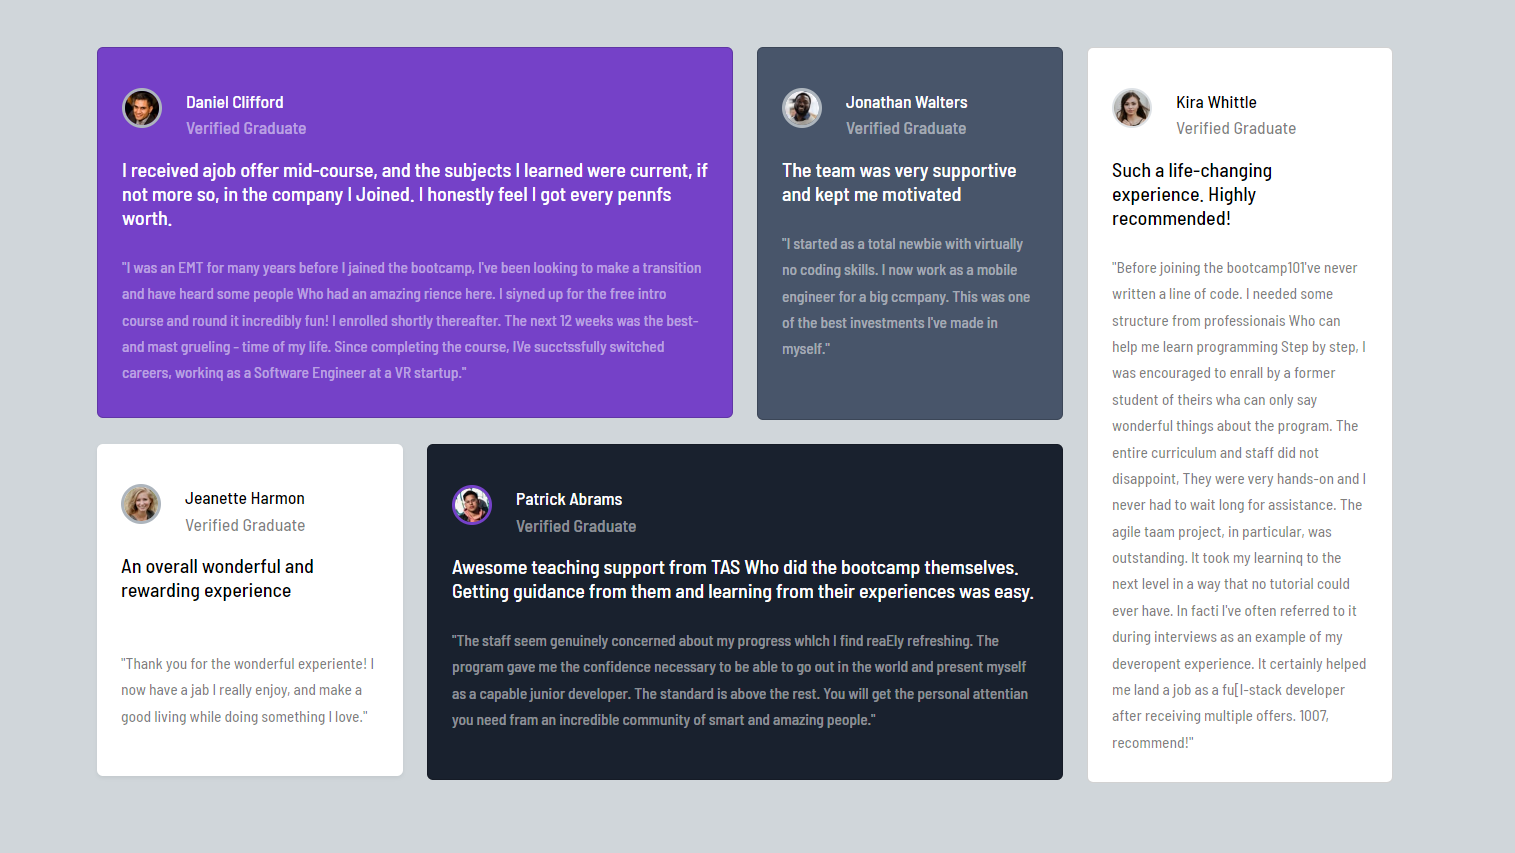 Daniel Clifford
Verified Graduate
I received ajob offer mid-course, and the subjects I learned were current, if
not more so, in the company I Joined. I honestly feel I got every pennfs
worth.
"I was an EMT for many years before I jained the bootcamp, I've been looking to make a transition
and have heard some people Who had an amazing rience here. I siyned up for the free intro
course and round it incredibly fun! I enrolled shortly thereafter. The next 12 weeks was the best-
and mast grueling - time of my life. Since completing the course, IVe succtssfully switched
careers, workinq as a Software Engineer at a VR startup."
Jonathan Walters
Verified Graduate
The team was very supportive
and kept me motivated
"I started as a total newbie with virtually
no coding skills. I now work as a mobile
engineer for a big ccmpany. This was one
of the best investments I've made in
myself."
Kira Whittle
Verified Graduate
Such a life-changing
experience. Highly
recommended!
"Before joining the bootcamp101've never
written a line of code. I needed some
structure from professionais Who can
help me learn programming Step by step, I
was encouraged to enrall by a former
student of theirs wha can only say
wonderful things about the program. The
entire curriculum and staff did not
disappoint, They were very hands-on and I
never had to wait long for assistance. The
agile taam project, in particular, was
outstanding. It took my learninq to the
next level in a way that no tutorial could
ever have. In facti I've often referred to it
during interviews as an example of my
deveropent experience. It certainly helped
me land a job as a fu[l-stack developer
after receiving multiple offers. 1007,
recommend!"
Jeanette Harmon
Verified Graduate
An overall wonderful and
rewarding experience
"Thank you for the wonderful experiente! I
now have a jab I really enjoy, and make a
good living while doing something I love."
Patrick Abrams
Verified Graduate
Awesome teaching support from TAS Who did the bootcamp themselves.
Getting guidance from them and learning from their experiences was easy.
"The staff seem genuinely concerned about my progress whIch I find reaEly refreshing. The
program gave me the confidence necessary to be able to go out in the world and present myself
as a capable junior developer. The standard is above the rest. You will get the personal attentian
you need fram an incredible community of smart and amazing people."